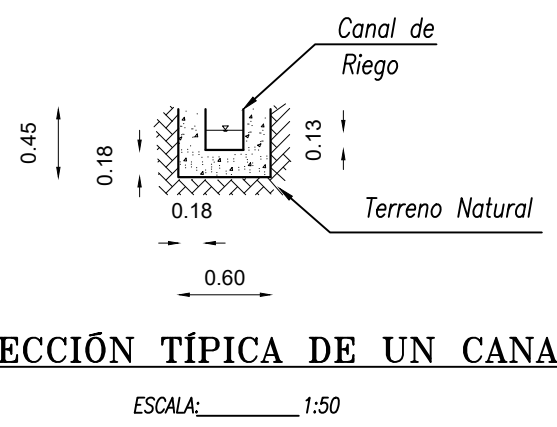 Canal de
Riego
0.45
0.18
0.13
0.18
Terreno Natural
0.60
ECCIÓN TÍPICA DE UN CANA
ESCALA: 1:50